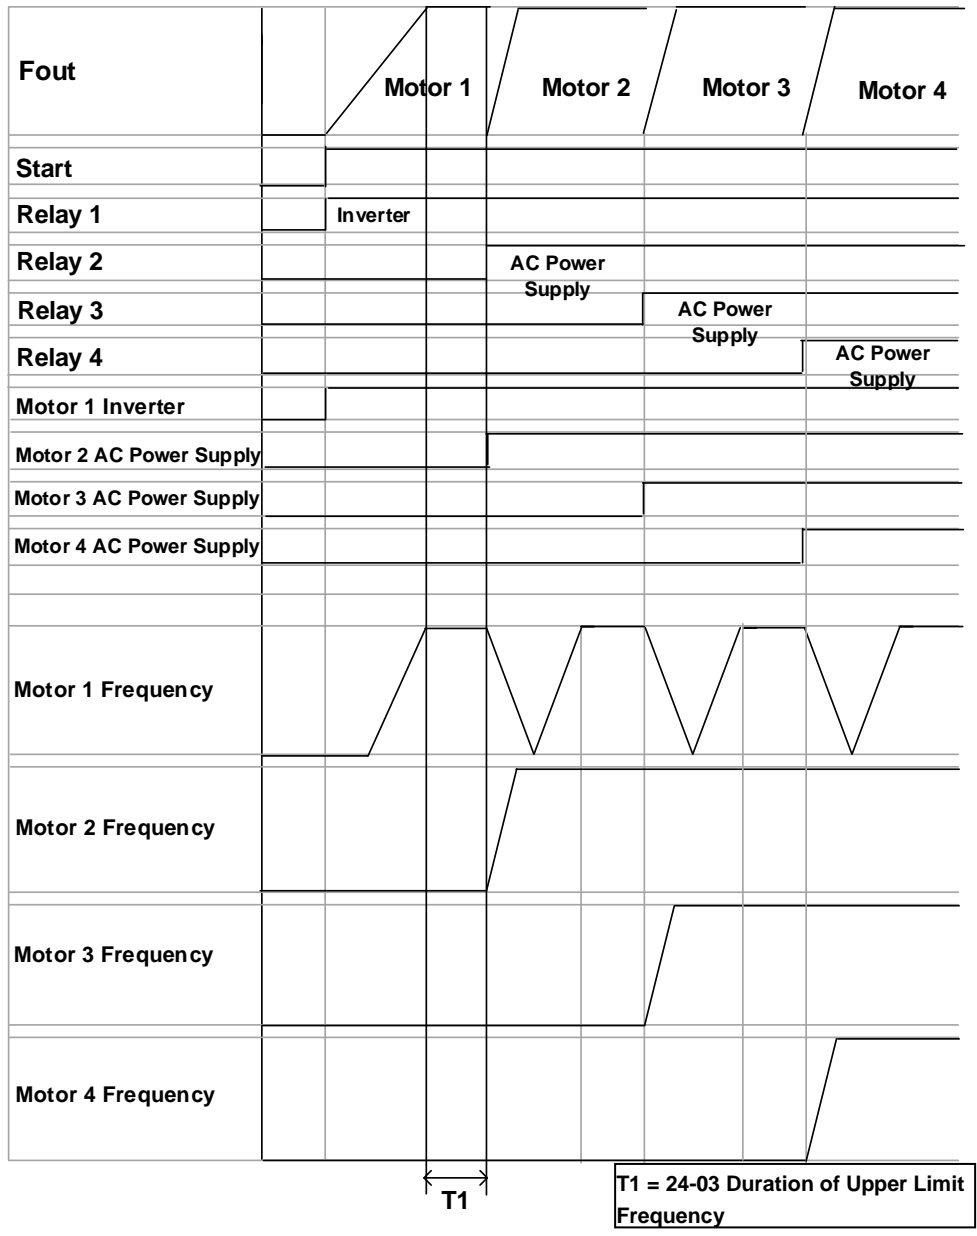 Fout
Motor 1
Motor 2
Motor 3
Motor 4
Start
Relay 1
Inverter
Relay 2
AC Power
Supply
Relay 3
AC Power
Supply
Relay 4
AC Power
Supply
Motor 1 Inverter
Motor 2 AC Power Supply
Motor 3 AC Power Supply
Motor 4 AC Power Supply
Motor 1 Frequency
Motor 2 Frequency
Motor 3 Frequency
Motor 4 Frequency
T1
T1 = 24-03 Duration of Upper Limit
Frequency